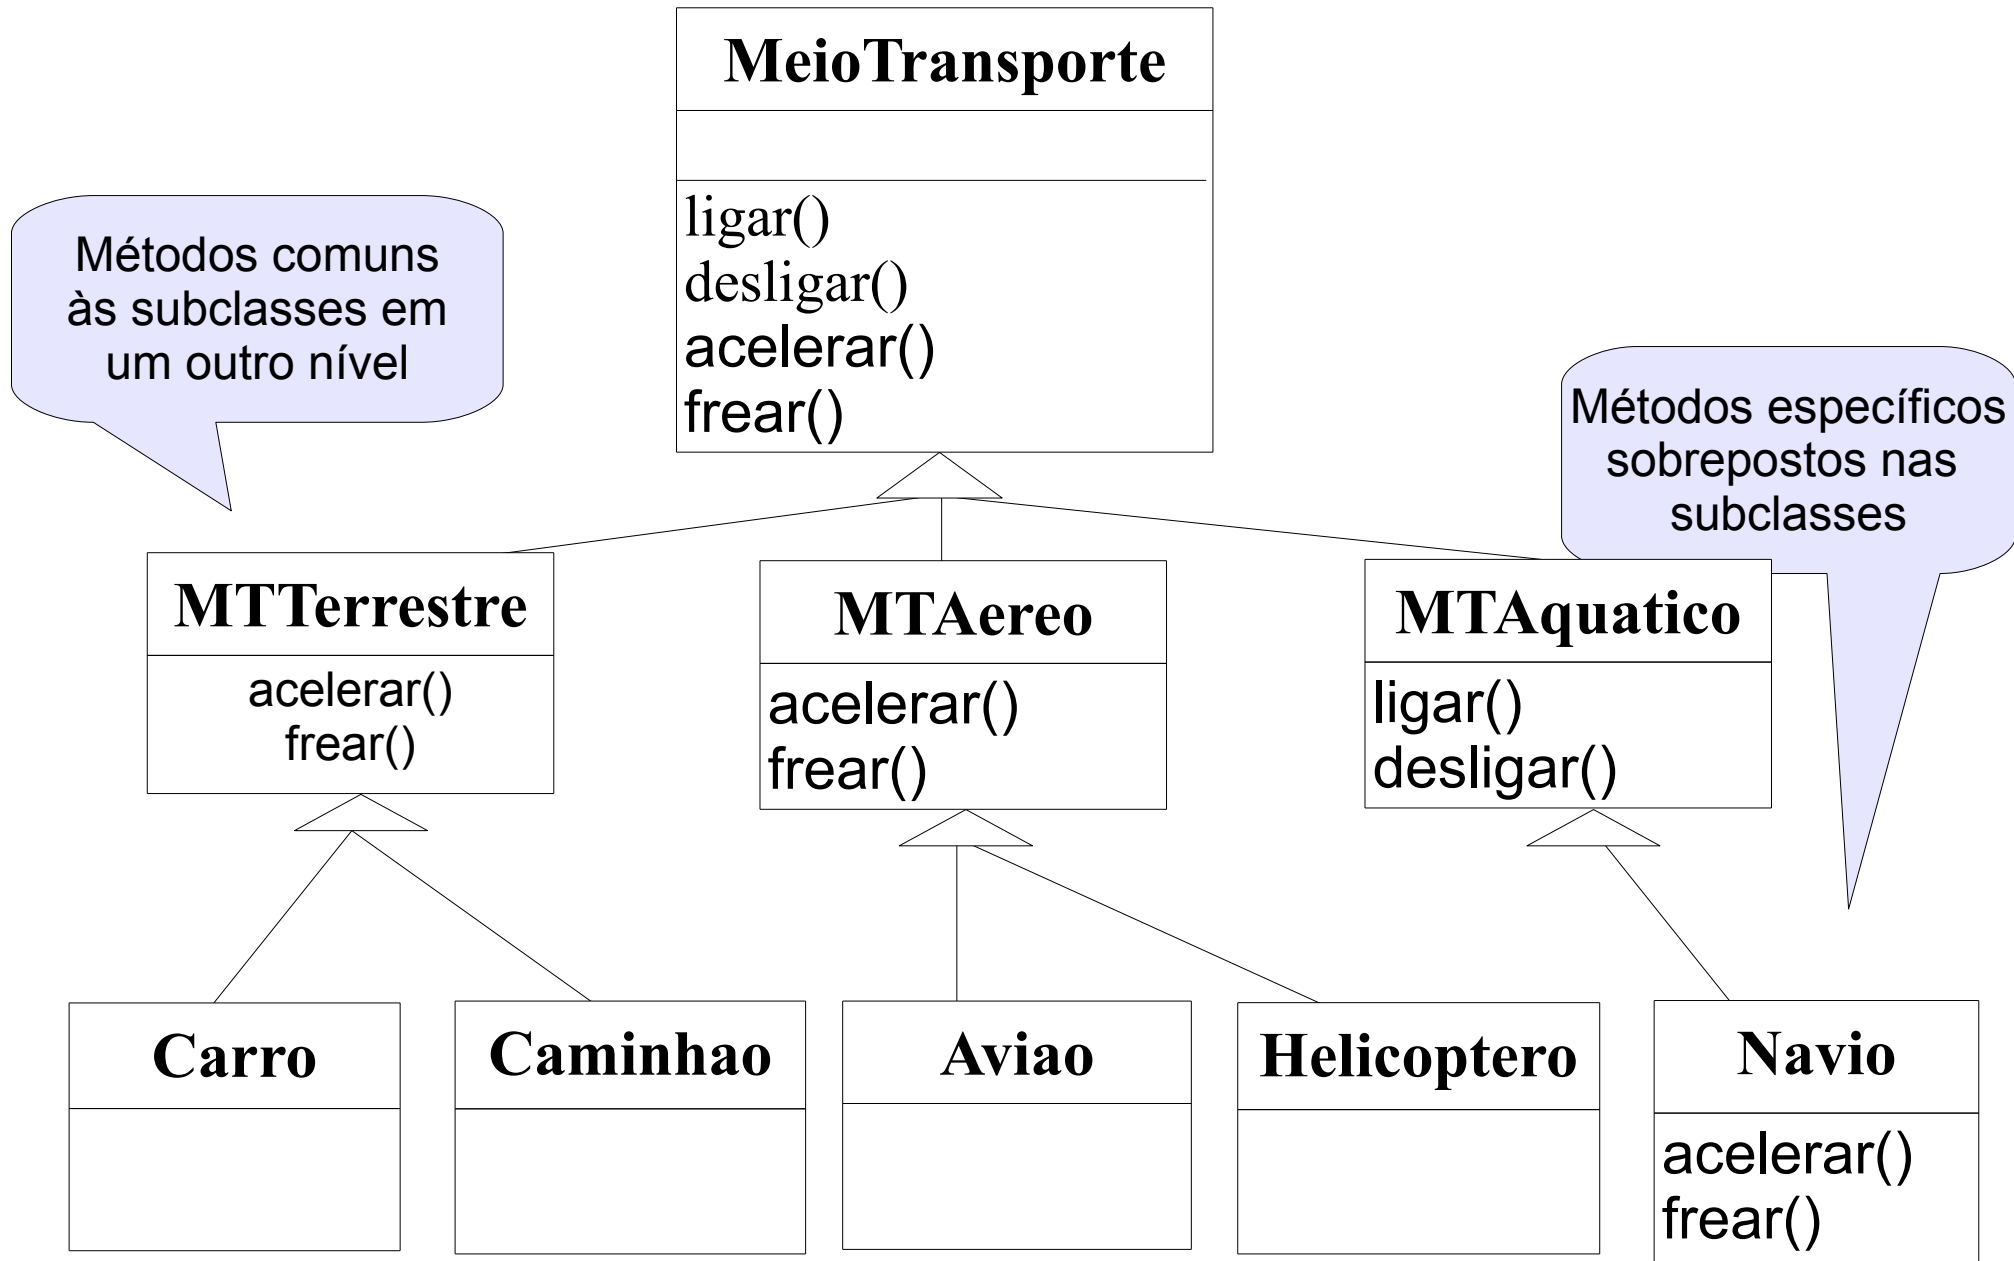 MeioTransporte
ligar()
desligar()
acelerar()
frear()
Métodos comuns
às subclasses em
um outro nível
Métodos específicos
sobrepostos nas
subclasses
MTTerrestre
acelerar()
frear()
MTAereo
acelerar()
frear()
MTAquatico
ligar()
desligar()
Carro
Caminhao
Aviao
Helicoptero
Navio
acelerar()
frear()